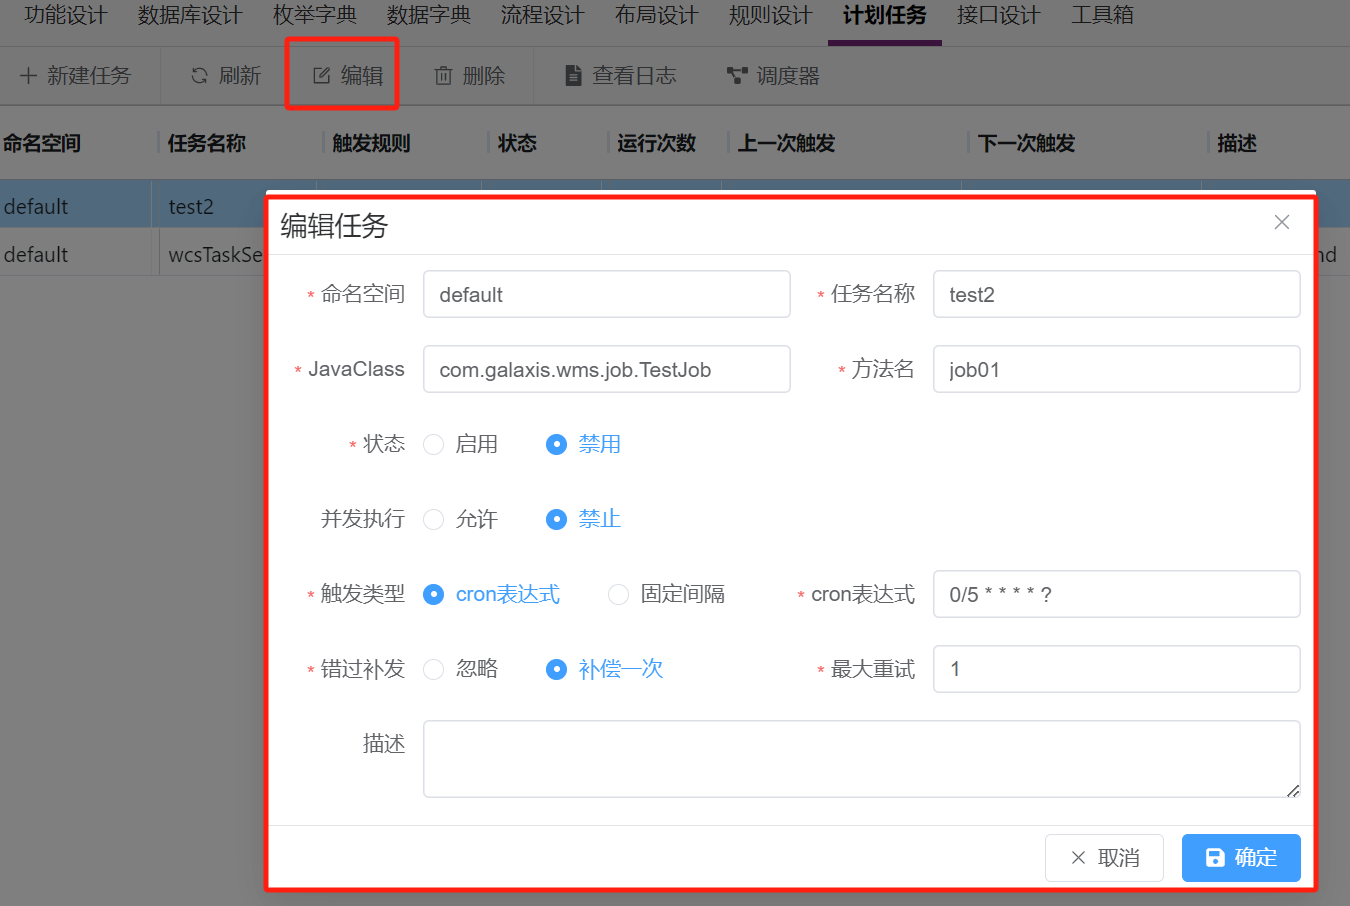 功能设计 数据库设计 枚举字典 数据字典 流程设计 布局设计 规则设计 计划任务 接口设计 工具箱
新建任务 刷新 编辑 删除 查看日志 调度器
命名空间 任务名称 触发规则 状态 运行次数 上一次触发 下一次触发 描述
default test2
default wcsTaskSe nd
编辑任务
* 命名空间 default * 任务名称 test2
* JavaClass com.galaxis.wms.job.TestJob * 方法名 job01
* 状态 启用 禁用
并发执行 允许 禁止
* 触发类型 cron表达式 固定间隔 * cron表达式 0/5 * * * * ?
* 错过补发 忽略 补偿一次 * 最大重试 1
描述
取消 确定